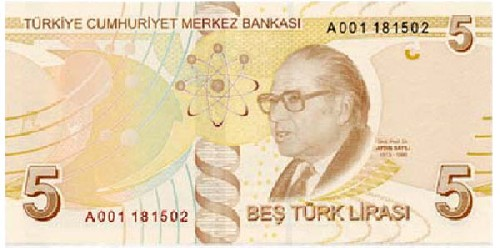 TÜRKİYE CUMHURİYET MERKEZ BANKASI
A001 181502
5
5
A001 181502
BEŞ TÜRK LİRASI
5